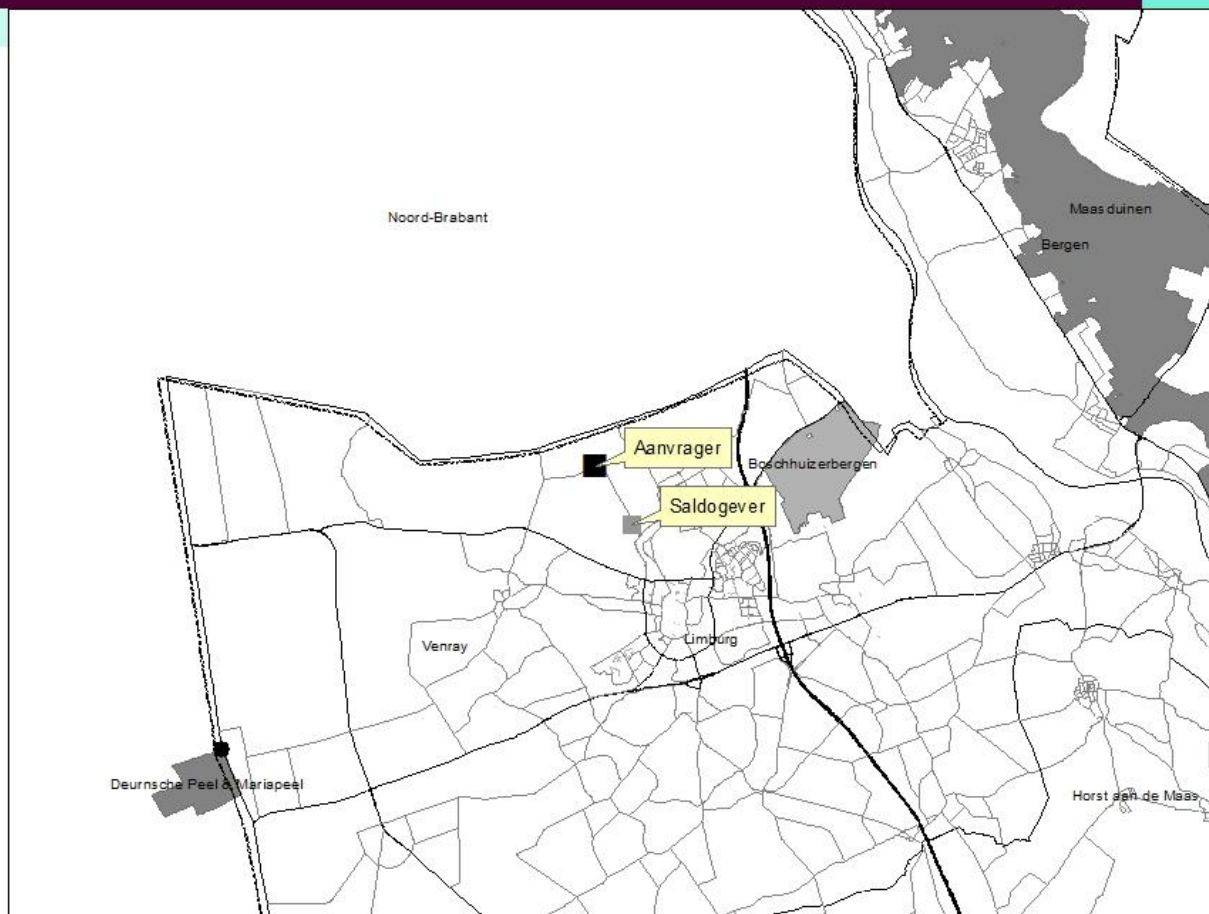 Noord-Brabant
Maasduinen
Bergen
Aanvrager
Boschhuizerbergen
Saldogever
Limburg
Venray
Deurnsche Peel & Mariapeel
Horst aan de Maas